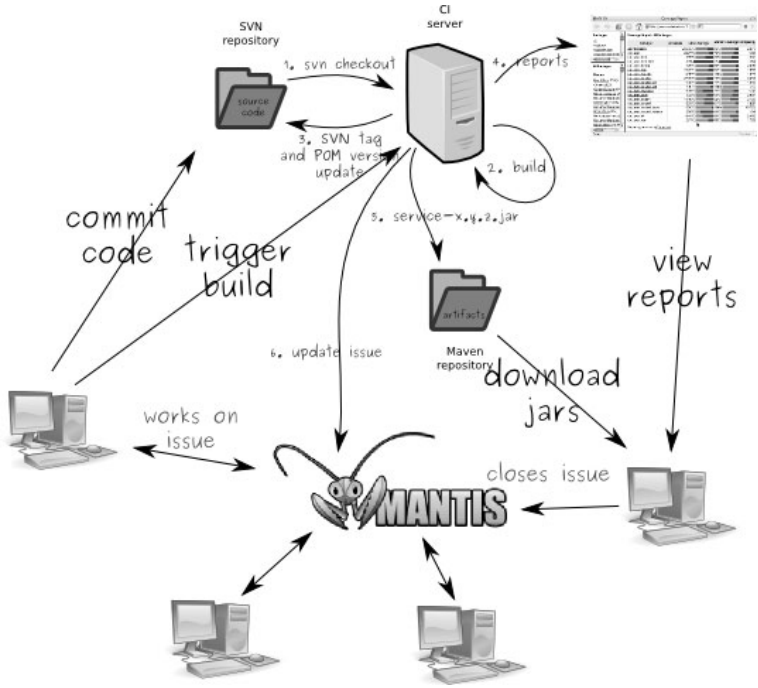 SVN
repository
CI
server
1. svn checkout
4. reports
source
code
3. SVN tag
and POM version
update
2. build
commit
code
trigger
build
5. service-x.y.z.jar
view
reports
artifacts
Maven
repository
6. update issue
download
jars
works on
issue
closes issue
MANTIS